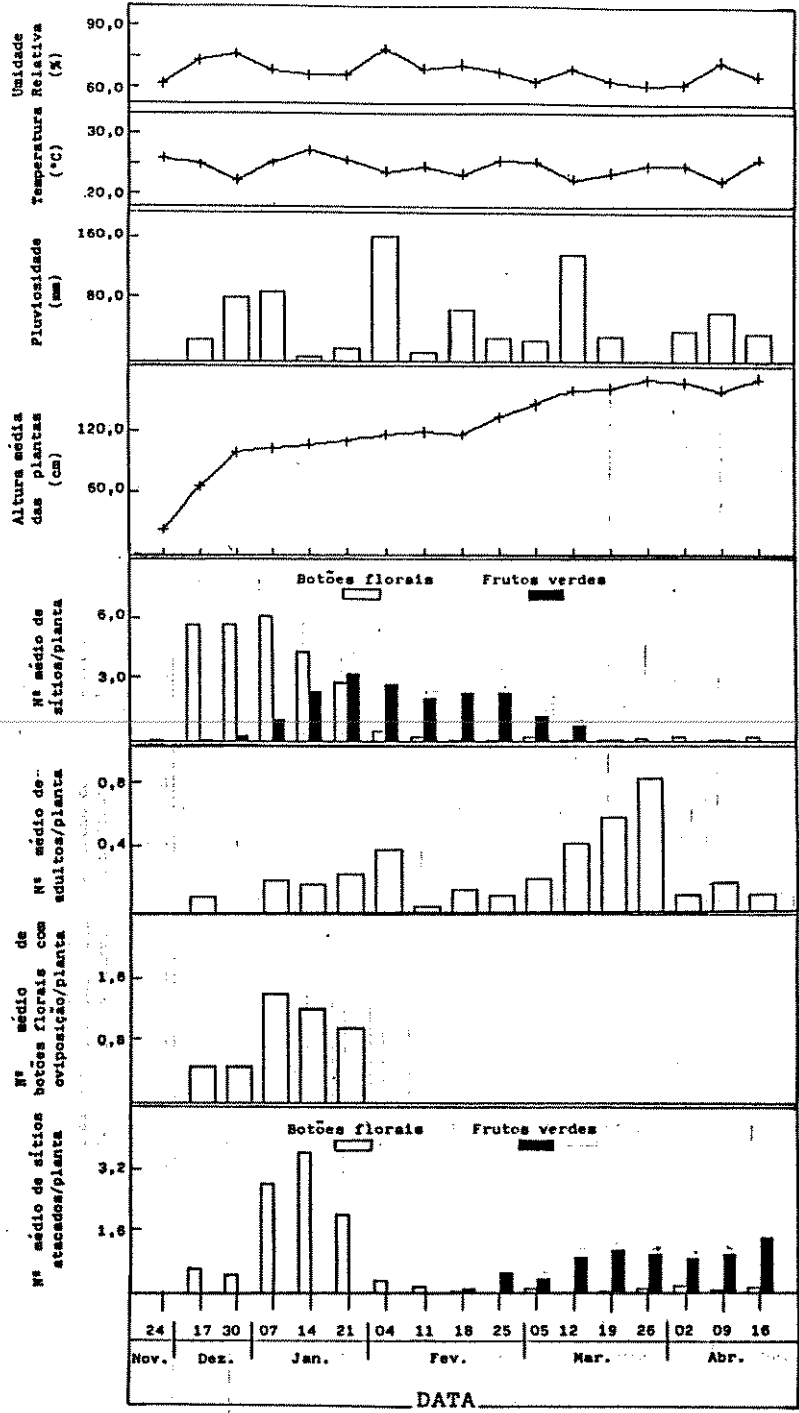 Umidade
Relativa
(%)
90,0
60,0
Temperatura
(°C)
30,0
20,0
Pluviosidade
(mm)
160,0
80,0
Altura média
das plantas
(cm)
120,0
60,0
Botões florais Frutos verdes
Nº médio de
sítios/planta
6,0
3,0
Nº médio de
adultos/planta
0,8
0,4
Nº médio de
botões florais com
oviposição/planta
1,6
0,8
Botões florais Frutos verdes
Nº médio de sítios
atacados/planta
3,2
1,6
24 17 30 07 14 21 04 11 18 25 05 12 19 26 02 09 16
Nov. Dez. Jan. Fev. Mar. Abr.
DATA